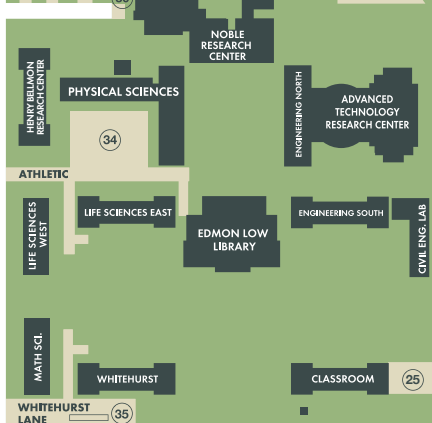 NOBLE
RESEARCH
CENTER
HENRY BELLMON
RESEARCH CENTER
PHYSICAL SCIENCES
ENGINEERING NORTH
ADVANCED
TECHNOLOGY
RESEARCH CENTER
34
ATHLETIC
LIFE SCIENCES
WEST
LIFE SCIENCES EAST
EDMON LOW
LIBRARY
ENGINEERING SOUTH
CIVIL ENG. LAB
MATH SCI.
WHITEHURST
CLASSROOM
25
WHITEHURST
LANE
35